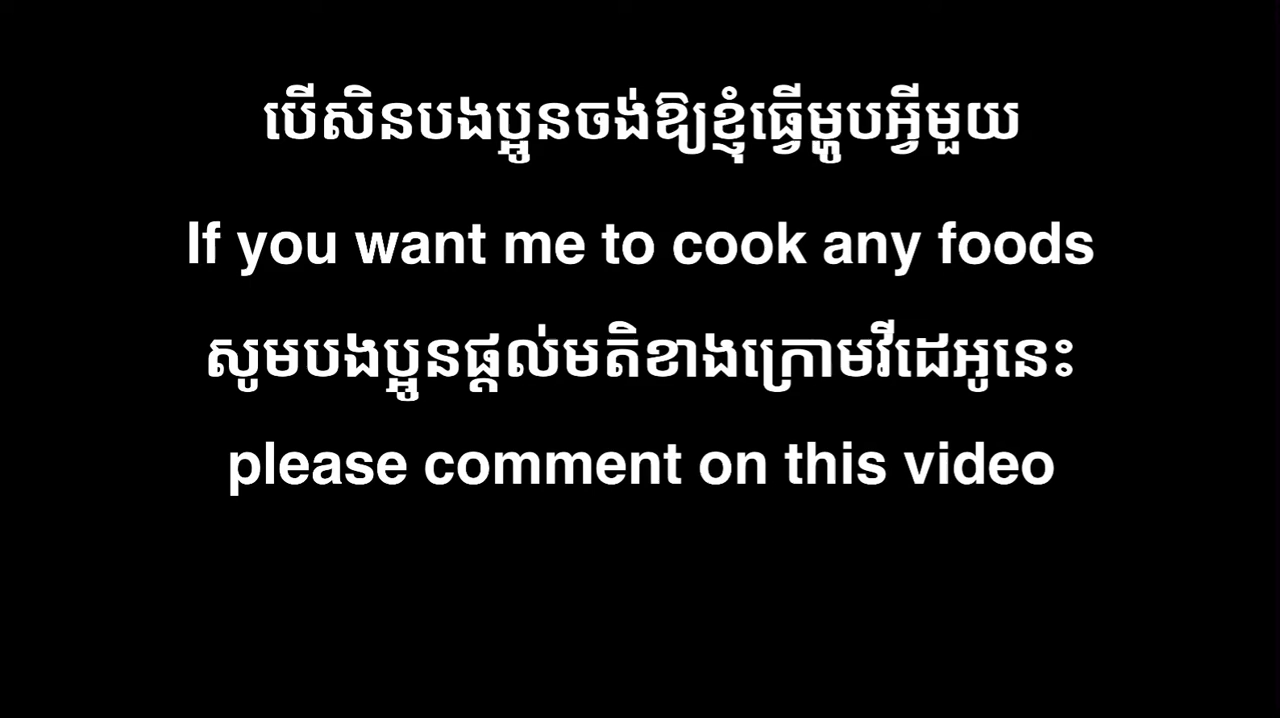 បើសិនបងប្អូនចង់ឱ្យខ្ញុំធ្វើម្ហូបអ្វីមួយ
If you want me to cook any foods
សូមបងប្អូនផ្តល់មតិខាងក្រោមវីដេអូនេះ
please comment on this video